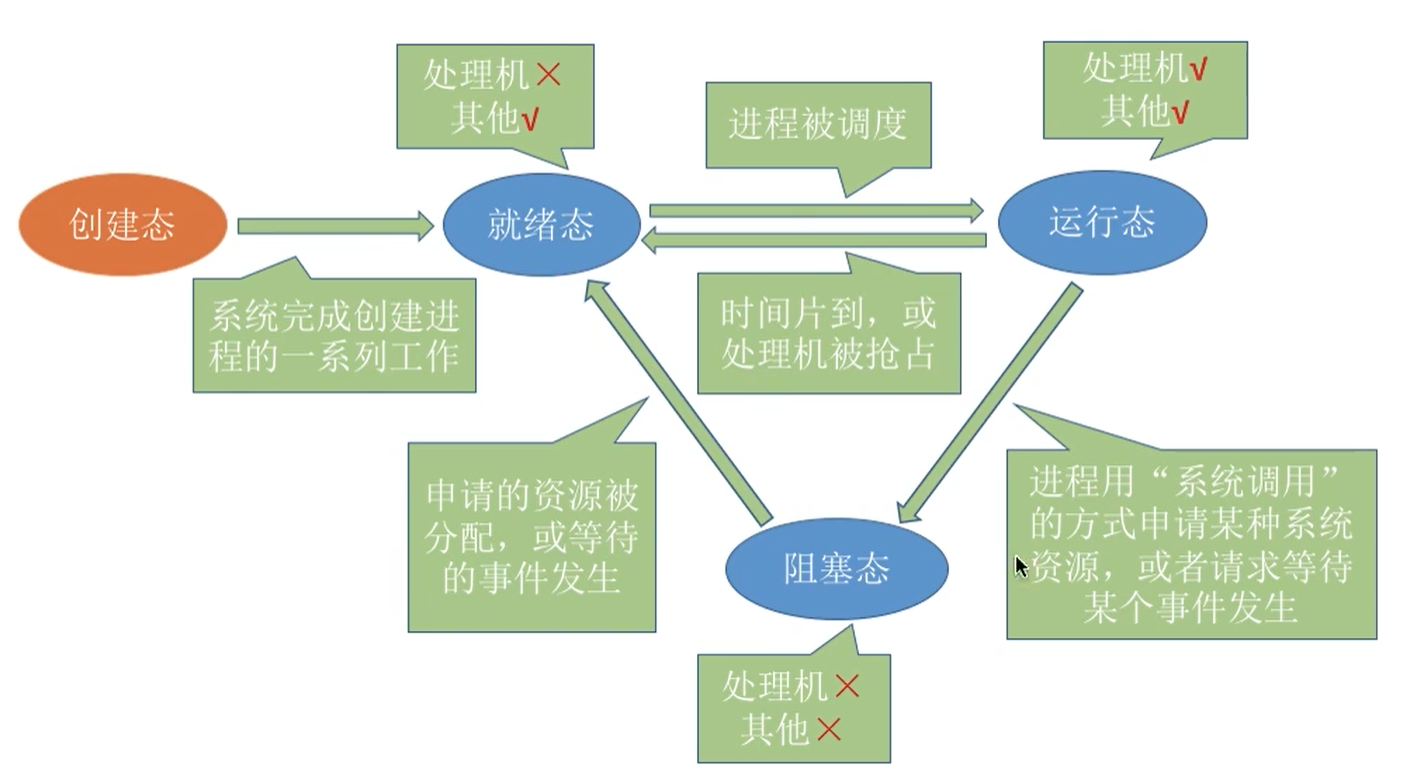 处理机×
其他√
进程被调度
处理机√
其他√
创建态
就绪态
运行态
系统完成创建进
程的一系列工作
时间片到，或
处理机被抢占
申请的资源被
分配，或等待
的事件发生
进程用“系统调用”
的方式申请某种系统
资源，或者请求等待
某个事件发生
阻塞态
处理机×
其他×